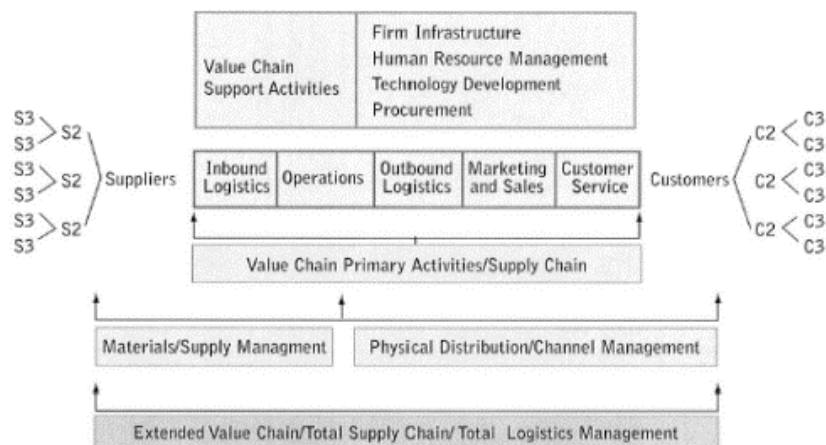 Value Chain
Support Activities
Firm Infrastructure
Human Resource Management
Technology Development
Procurement
S3
S3
S2
S3
S3
S2
S3
S3
S2
Suppliers
Inbound
Logistics
Operations
Outbound
Logistics
Marketing
and Sales
Customer
Service
Customers
C2
C3
C3
C2
C3
C3
C2
C3
C3
Value Chain Primary Activities/Supply Chain
Materials/Supply Managment
Physical Distribution/Channel Management
Extended Value Chain/Total Supply Chain/Total Logistics Management